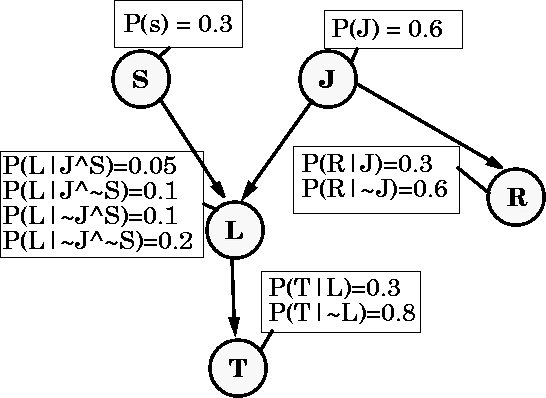 P(s) = 0.3
P(J) = 0.6
S
J
P(L|J^S)=0.05
P(L|J^~S)=0.1
P(L|~J^S)=0.1
P(L|~J^~S)=0.2
P(R|J)=0.3
P(R|~J)=0.6
R
L
P(T|L)=0.3
P(T|~L)=0.8
T